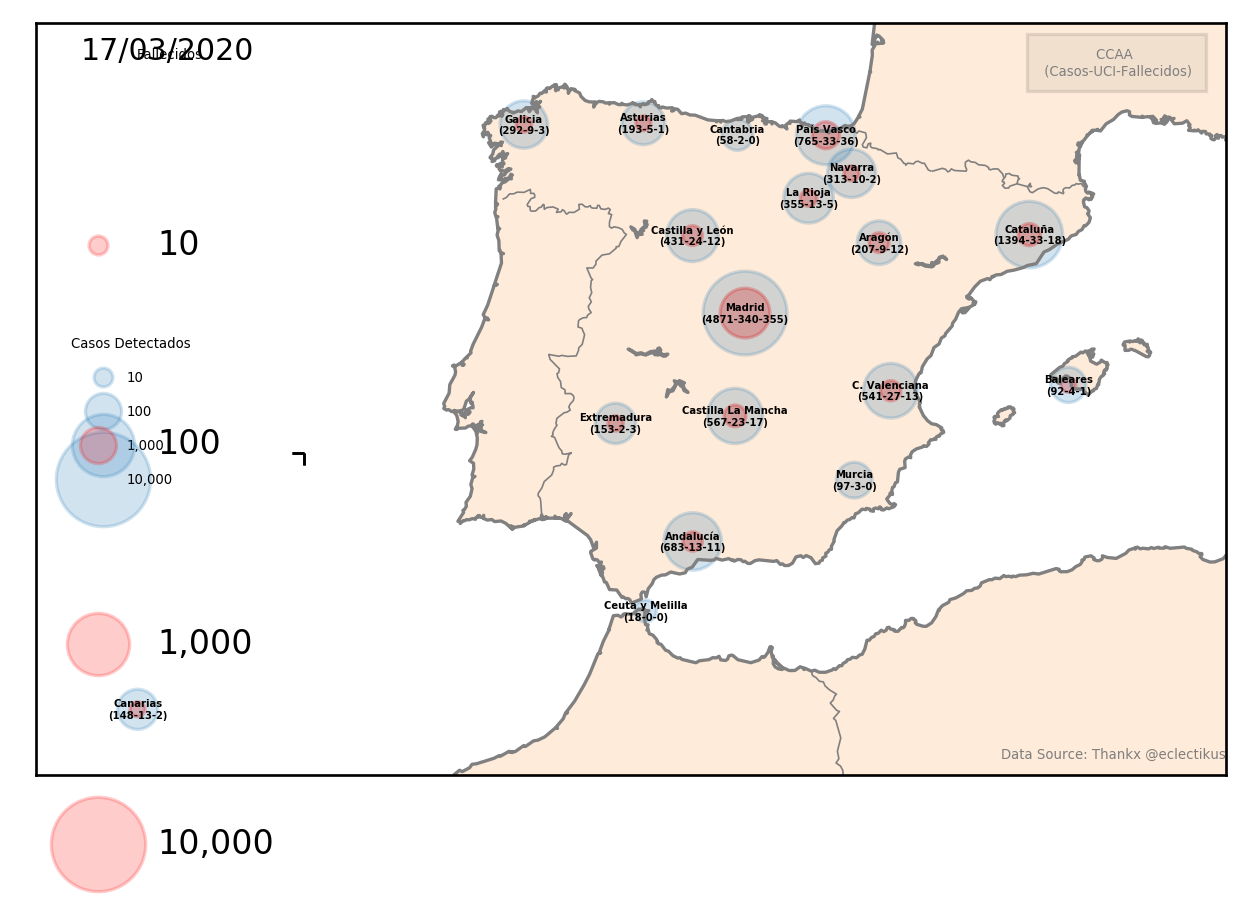 17/03/2020
Fallecidos
CCAA
(Casos-UCI-Fallecidos)
Galicia
(292-9-3)
Asturias
(193-5-1)
Cantabria
(58-2-0)
País Vasco
(765-33-36)
Navarra
(313-10-2)
La Rioja
(355-13-5)
Castilla y León
(431-24-12)
Aragón
(207-9-12)
Cataluña
(1394-33-18)
10
Madrid
(4871-340-355)
Casos Detectados
10
100
1,000
10,000
100
Baleares
(92-4-1)
C. Valenciana
(541-27-13)
Castilla La Mancha
(567-23-17)
Extremadura
(153-2-3)
Murcia
(97-3-0)
Andalucía
(683-13-11)
Ceuta y Melilla
(18-0-0)
1,000
Canarias
(148-13-2)
Data Source: Thankx @eclectikus
10,000